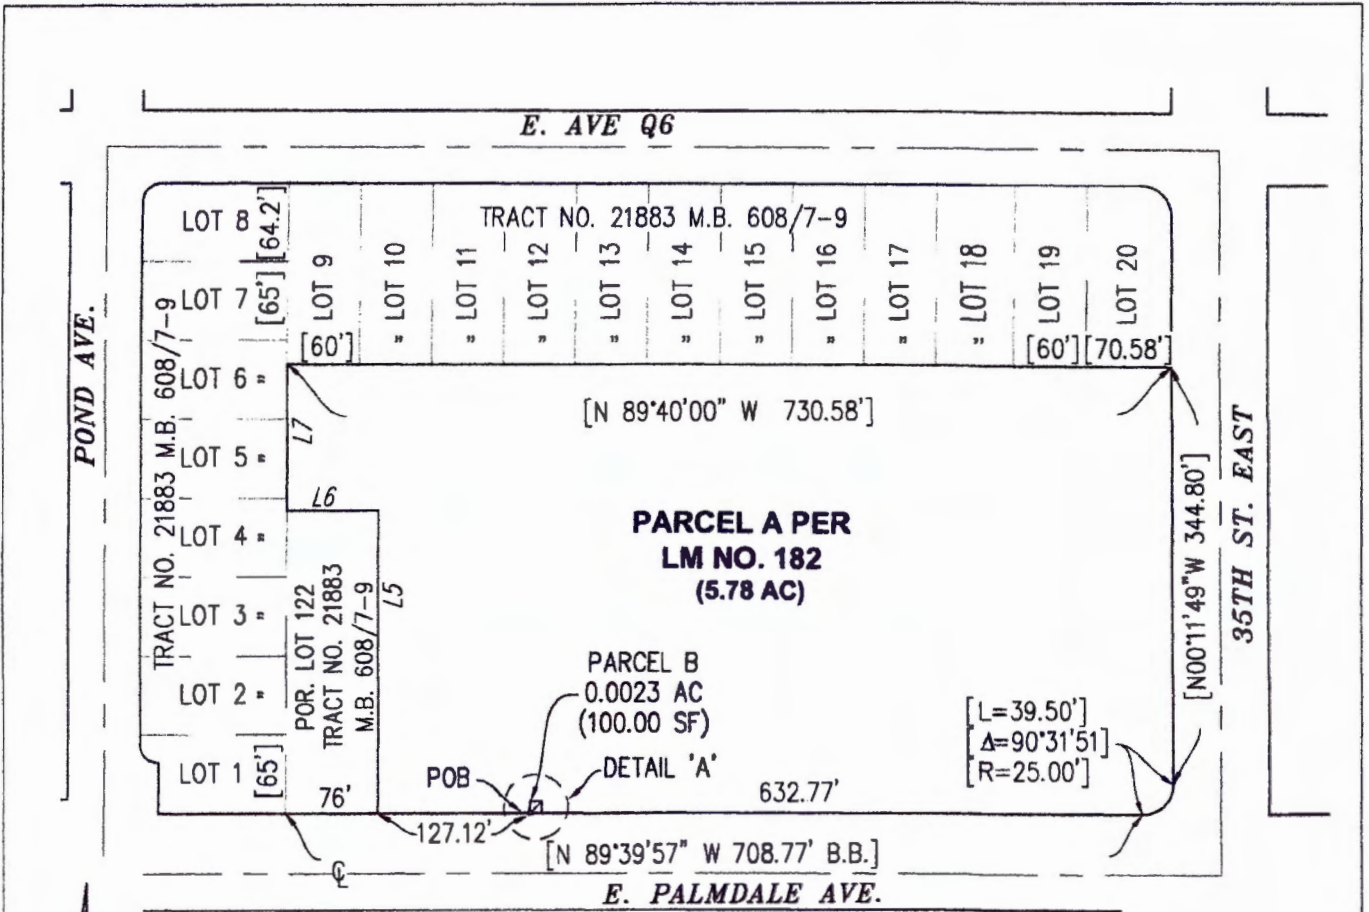 E. AVE Q6
TRACT NO. 21883 M.B. 608/7-9
LOT 8
[64.2']
LOT 7
[65']
LOT 6 "
LOT 5 "
LOT 4 "
LOT 3 "
LOT 2 "
LOT 1
[65']
TRACT NO. 21883 M.B. 608/7-9
POND AVE.
LOT 9
LOT 10
LOT 11
LOT 12
LOT 13
LOT 14
LOT 15
LOT 16
LOT 17
LOT 18
LOT 19
LOT 20
[60']
"
"
"
"
"
"
"
"
"
[60']
[70.58']
[N 89°40'00" W 730.58']
L7
L6
L5
POR. LOT 122
TRACT NO. 21883
M.B. 608/7-9
PARCEL A PER
LM NO. 182
(5.78 AC)
[N00°11'49"W 344.80']
35TH ST. EAST
PARCEL B
0.0023 AC
(100.00 SF)
DETAIL 'A'
POB
[L=39.50']
[Δ=90°31'51]
[R=25.00']
76'
632.77'
127.12'
[N 89°39'57" W 708.77' B.B.]
℄
E. PALMDALE AVE.